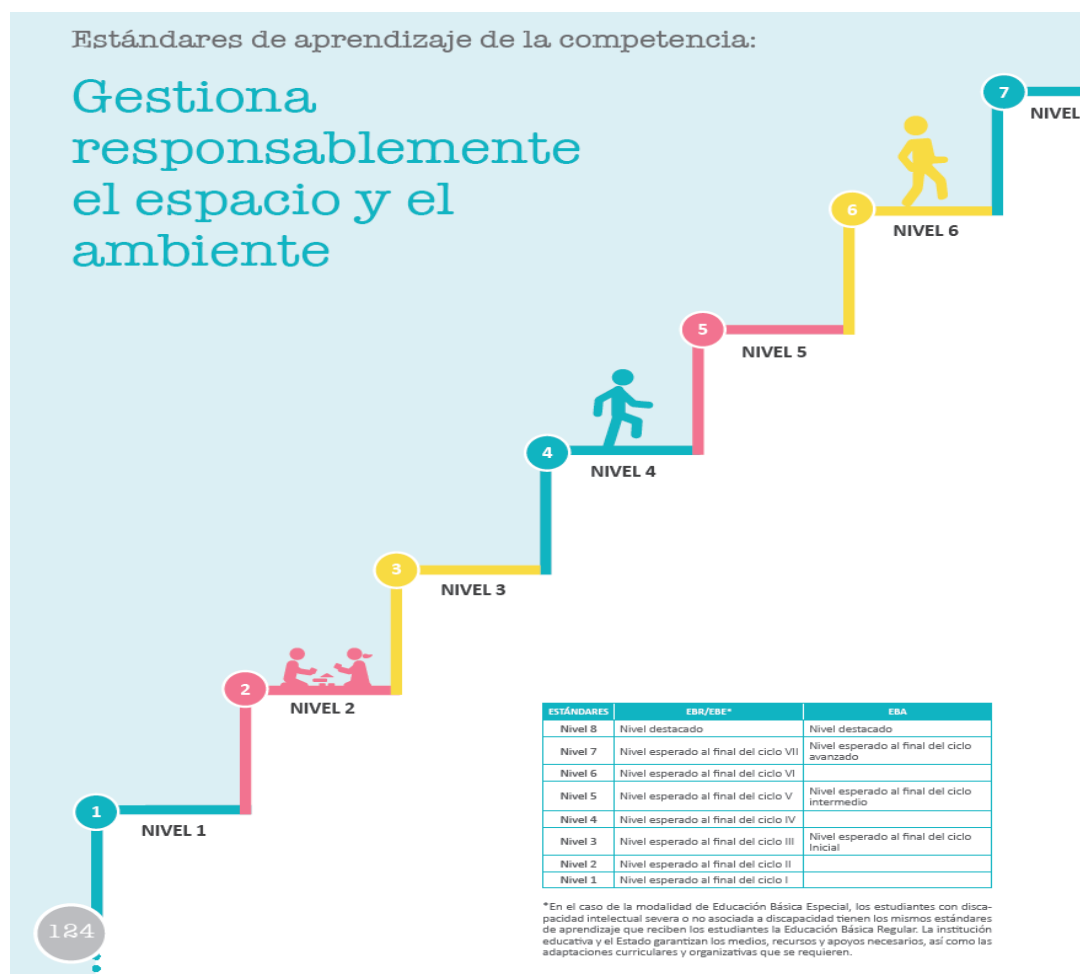 Estándares de aprendizaje de la competencia:
Gestiona
responsablemente
el espacio y el
ambiente
7
NIVEL
6
NIVEL 6
5
NIVEL 5
4
NIVEL 4
3
NIVEL 3
2
NIVEL 2
1
NIVEL 1
ESTÁNDARES EBR/EBE* EBA
Nivel 8 Nivel destacado Nivel destacado
Nivel 7 Nivel esperado al final del ciclo VII Nivel esperado al final del ciclo
avanzado
Nivel 6 Nivel esperado al final del ciclo VI
Nivel 5 Nivel esperado al final del ciclo V Nivel esperado al final del ciclo
intermedio
Nivel 4 Nivel esperado al final del ciclo IV
Nivel 3 Nivel esperado al final del ciclo III Nivel esperado al final del ciclo
Inicial
Nivel 2 Nivel esperado al final del ciclo II
Nivel 1 Nivel esperado al final del ciclo I
*En el caso de la modalidad de Educación Básica Especial, los estudiantes con disca-
pacidad intelectual severa o no asociada a discapacidad tienen los mismos estándares
de aprendizaje que reciben los estudiantes la Educación Básica Regular. La institución
educativa y el Estado garantizan los medios, recursos y apoyos necesarios, así como las
adaptaciones curriculares y organizativas que se requieren.
124